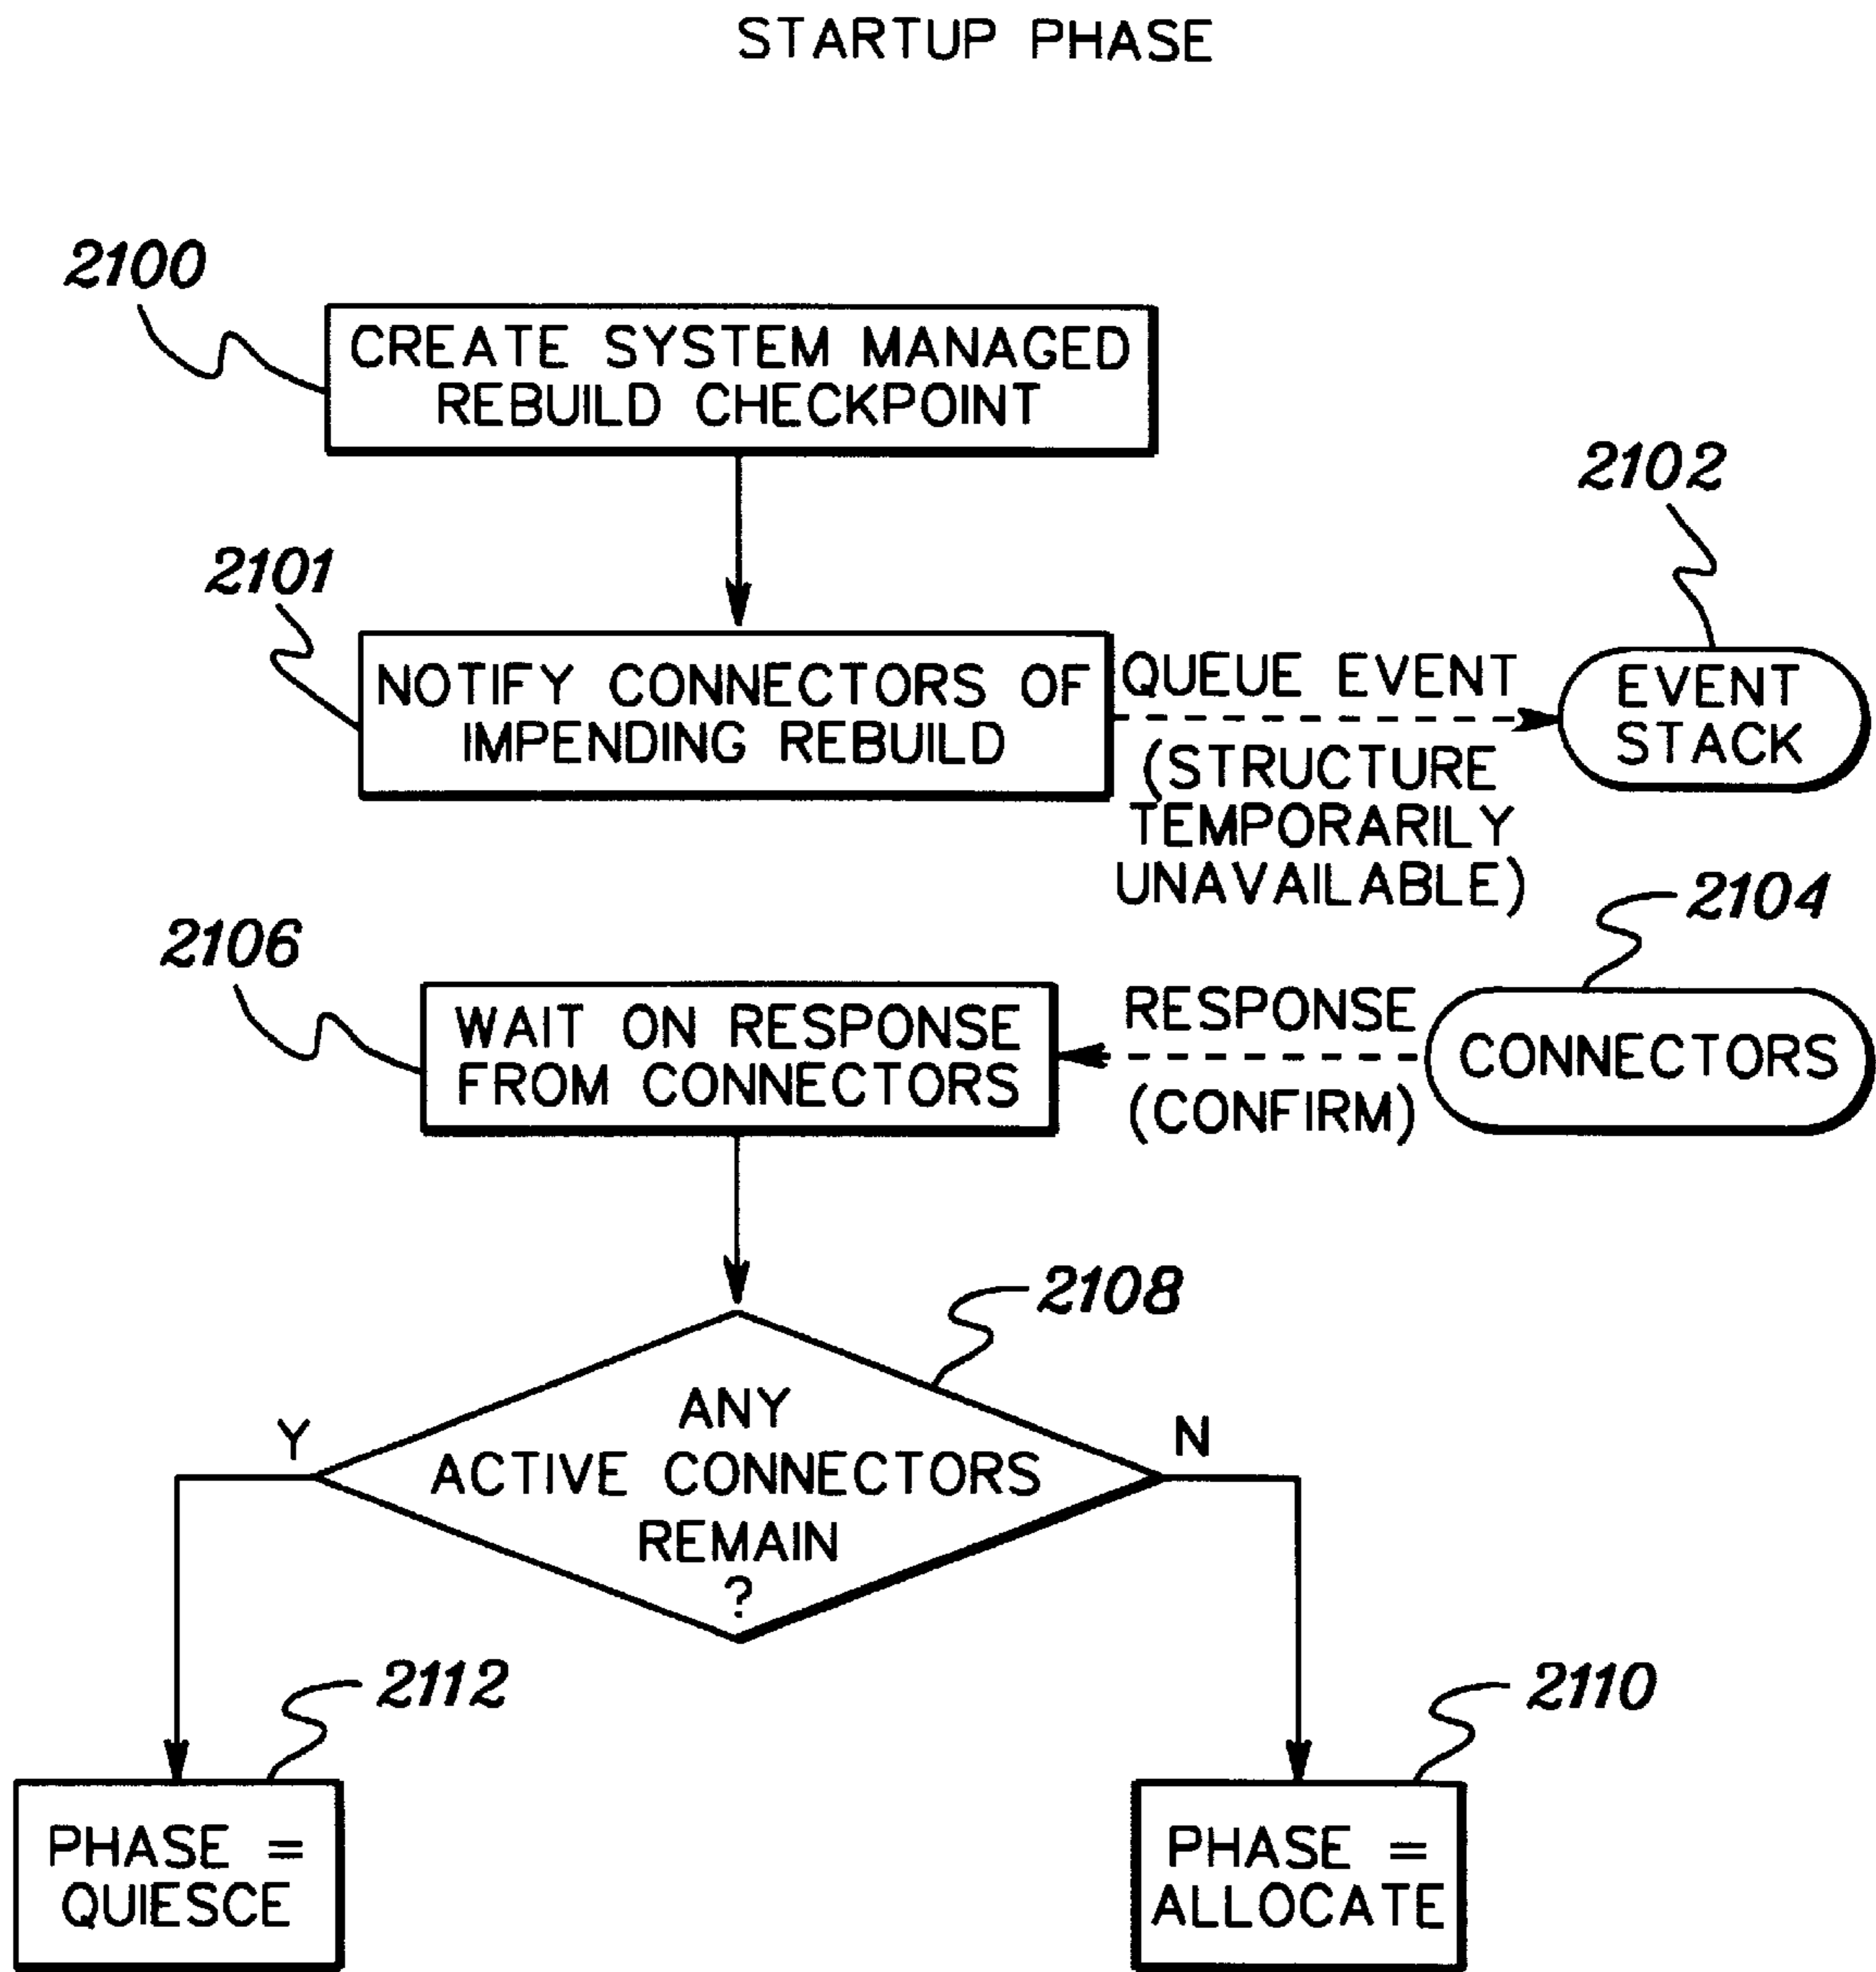 STARTUP PHASE
2100
CREATE SYSTEM MANAGED
REBUILD CHECKPOINT
2102
2101
NOTIFY CONNECTORS OF
IMPENDING REBUILD
QUEUE EVENT
(STRUCTURE
TEMPORARILY
UNAVAILABLE)
EVENT
STACK
2104
2106
WAIT ON RESPONSE
FROM CONNECTORS
RESPONSE
(CONFIRM)
CONNECTORS
2108
ANY
ACTIVE CONNECTORS
REMAIN
?
Y
N
2112
2110
PHASE =
QUIESCE
PHASE =
ALLOCATE